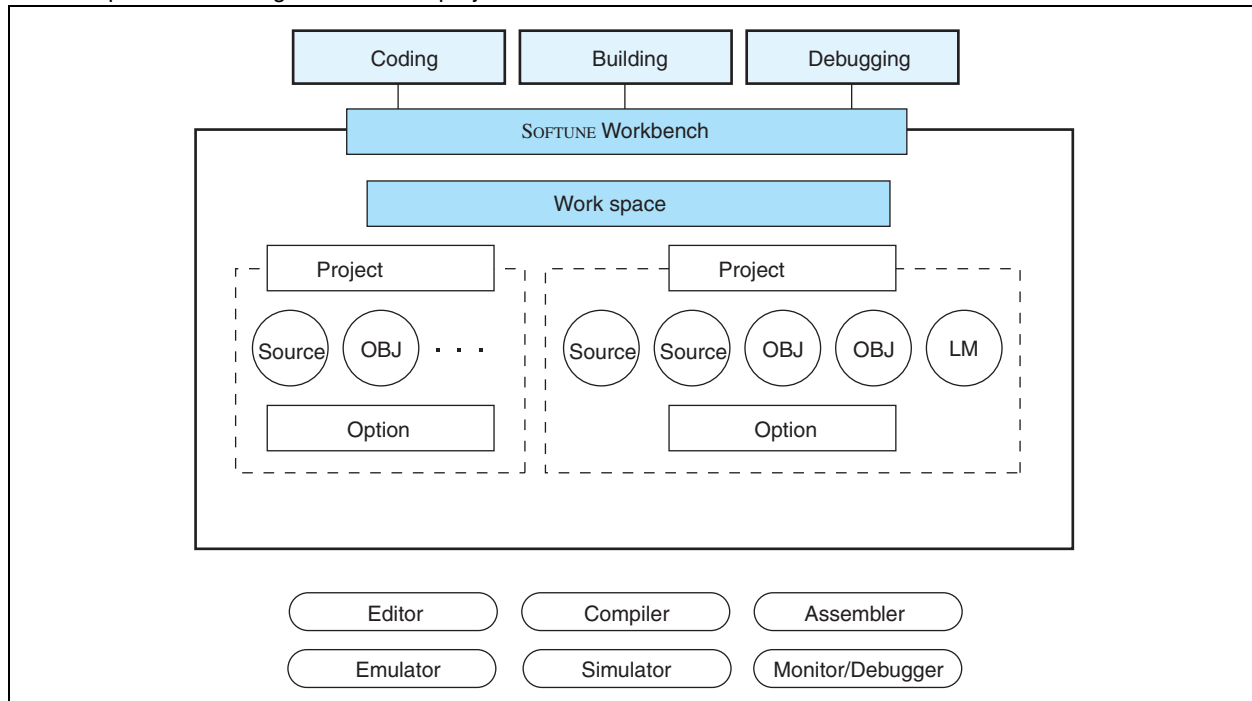 Coding
Building
Debugging
SOFTUNE Workbench
Work space
Project
Project
Source
OBJ
. . .
Source
Source
OBJ
OBJ
LM
Option
Option
Editor
Compiler
Assembler
Emulator
Simulator
Monitor/Debugger